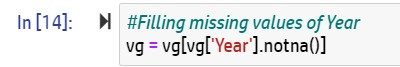 In [14]:
#Filling missing values of Year
vg = vg[vg['Year'].notna()]